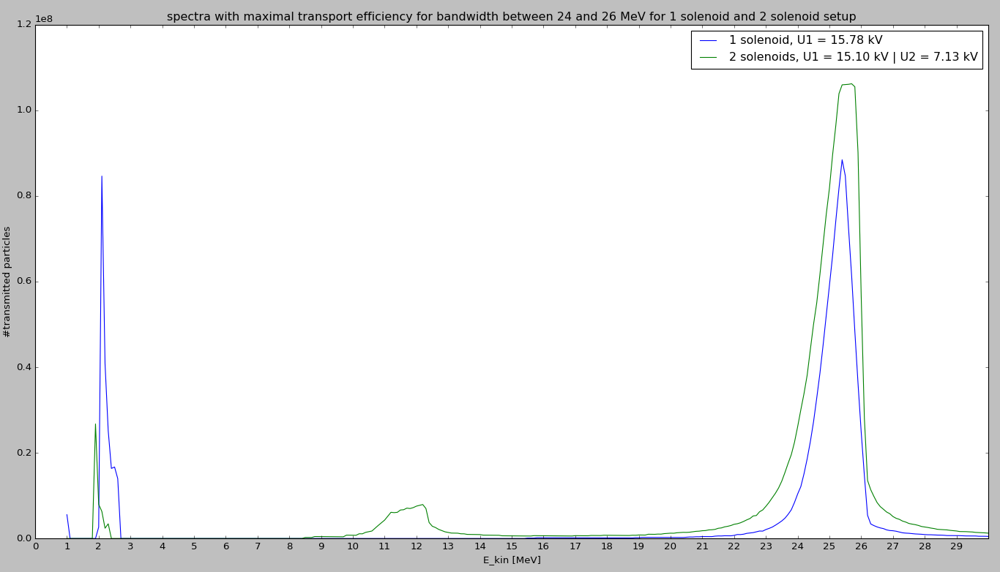 spectra with maximal transport efficiency for bandwidth between 24 and 26 MeV for 1 solenoid and 2 solenoid setup
1e8
1.2
1.0
0.8
0.6
0.4
0.2
0.0
#transmitted particles
1 solenoid, U1 = 15.78 kV
2 solenoids, U1 = 15.10 kV | U2 = 7.13 kV
0 1 2 3 4 5 6 7 8 9 10 11 12 13 14 15 16 17 18 19 20 21 22 23 24 25 26 27 28 29
E_kin [MeV]